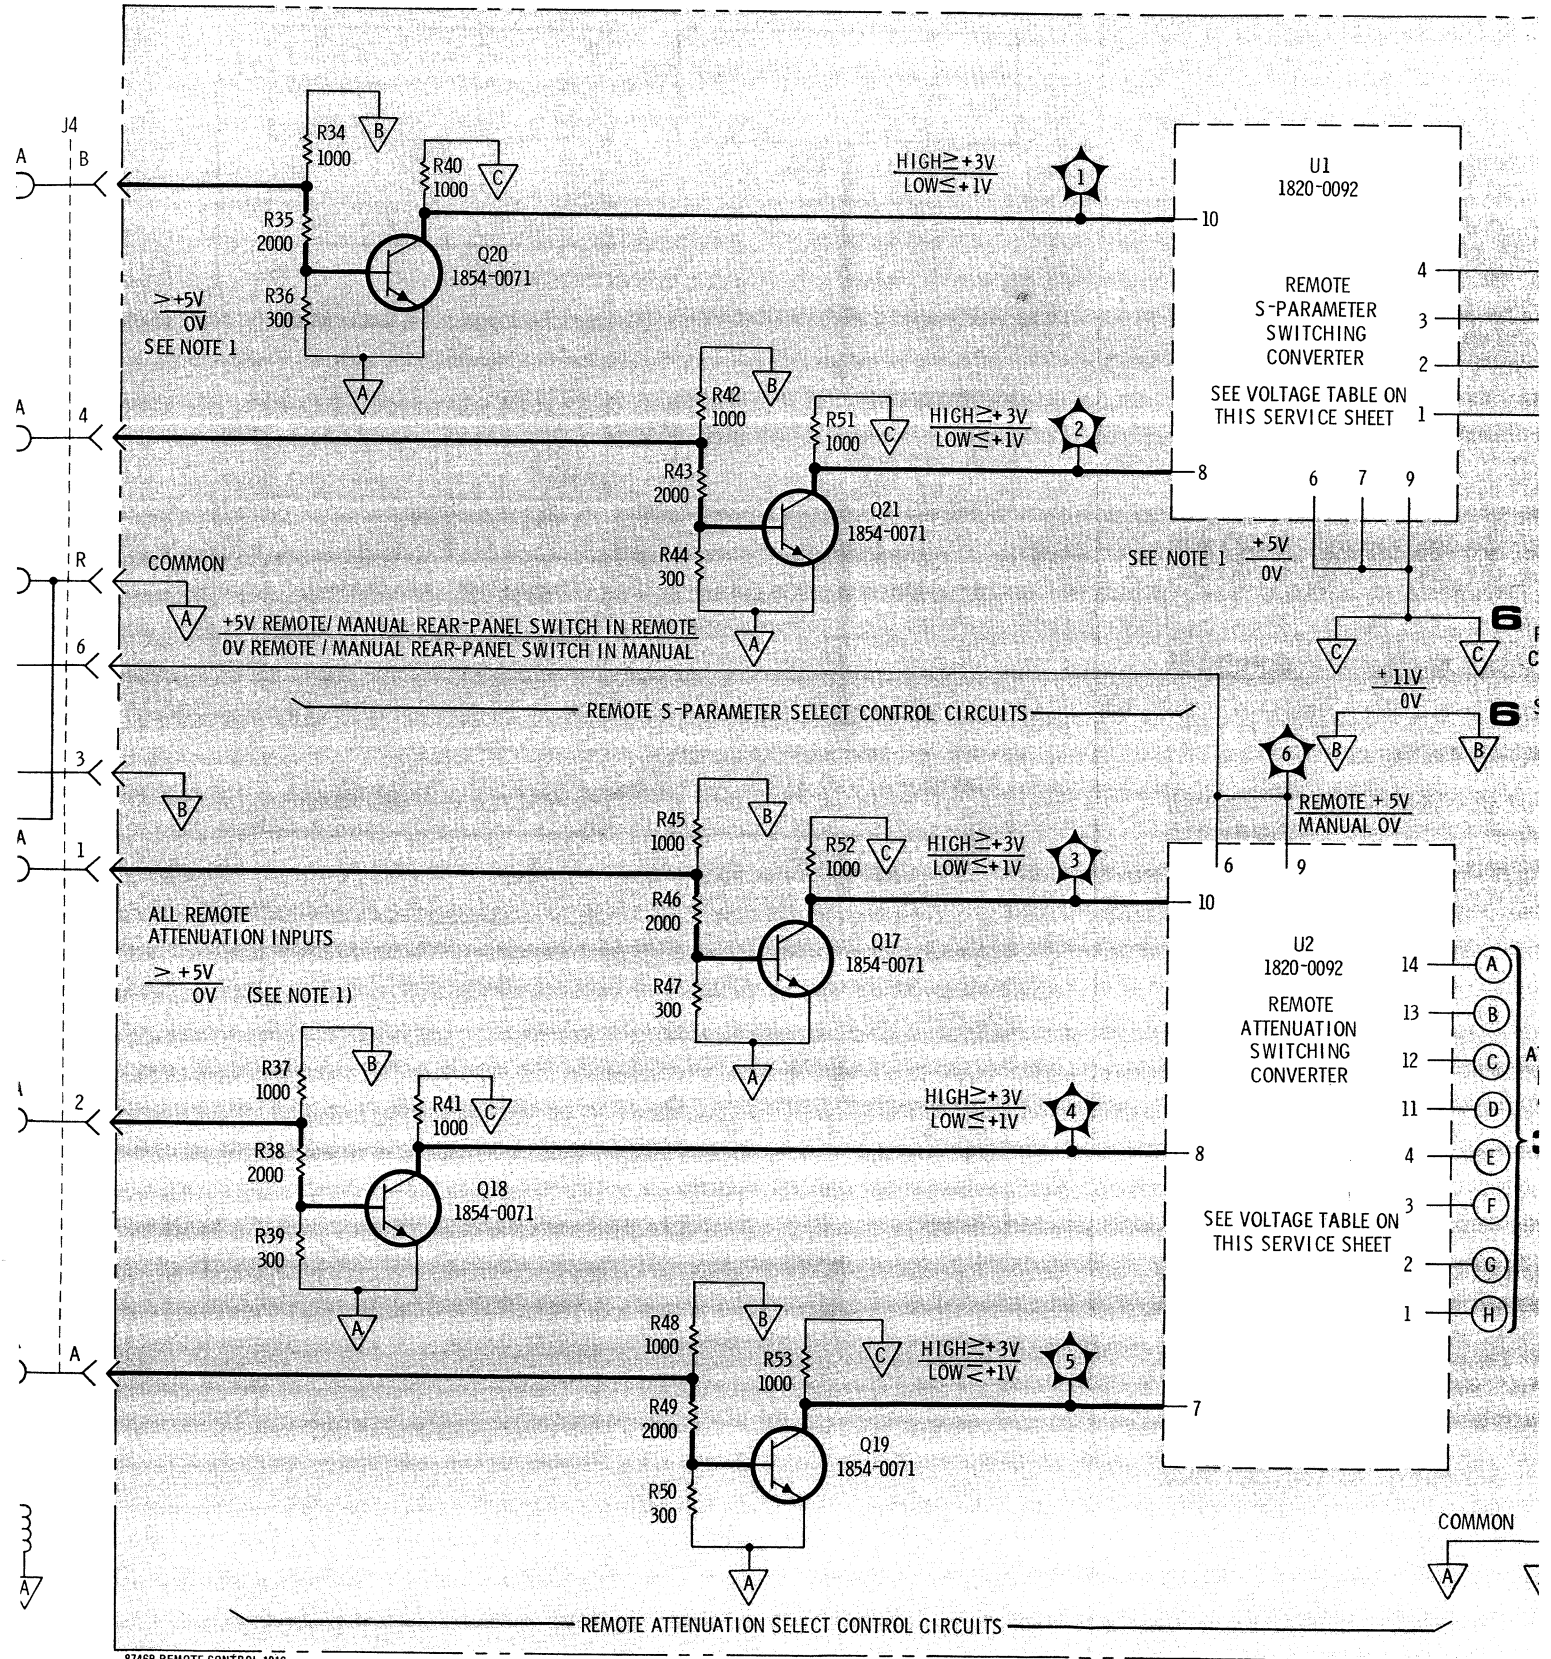 J4
A
B
R34
1000
B
R40
1000
C
HIGH≥+3V
LOW≤+1V
1
U1
1820-0092
10
R35
2000
Q20
1854-0071
R36
300
> +5V
0V
SEE NOTE 1
A
4
REMOTE
S-PARAMETER
SWITCHING
CONVERTER
3
2
SEE VOLTAGE TABLE ON
THIS SERVICE SHEET
1
A
4
R42
1000
B
R51
1000
C
HIGH≥+3V
LOW≤+1V
2
8
6
7
9
R43
2000
Q21
1854-0071
R44
300
A
SEE NOTE 1
+5V
0V
R
COMMON
A
+5V REMOTE/ MANUAL REAR-PANEL SWITCH IN REMOTE
0V REMOTE / MANUAL REAR-PANEL SWITCH IN MANUAL
6
C
C
6
REMOTE S-PARAMETER SELECT CONTROL CIRCUITS
+11V
0V
6
B
B
3
B
6
REMOTE +5V
MANUAL 0V
6
9
A
1
R45
1000
B
R52
1000
C
HIGH≥+3V
LOW≤+1V
3
10
ALL REMOTE
ATTENUATION INPUTS
> +5V
0V
(SEE NOTE 1)
R46
2000
Q17
1854-0071
R47
300
A
U2
1820-0092
REMOTE
ATTENUATION
SWITCHING
CONVERTER
14
A
13
B
12
C
11
D
4
E
3
F
SEE VOLTAGE TABLE ON
THIS SERVICE SHEET
2
G
1
H
2
R37
1000
B
R41
1000
C
HIGH≥+3V
LOW≤+1V
4
8
R38
2000
Q18
1854-0071
R39
300
A
A
R48
1000
B
R53
1000
C
HIGH≥+3V
LOW≤+1V
5
7
R49
2000
Q19
1854-0071
R50
300
A
A
COMMON
A
REMOTE ATTENUATION SELECT CONTROL CIRCUITS